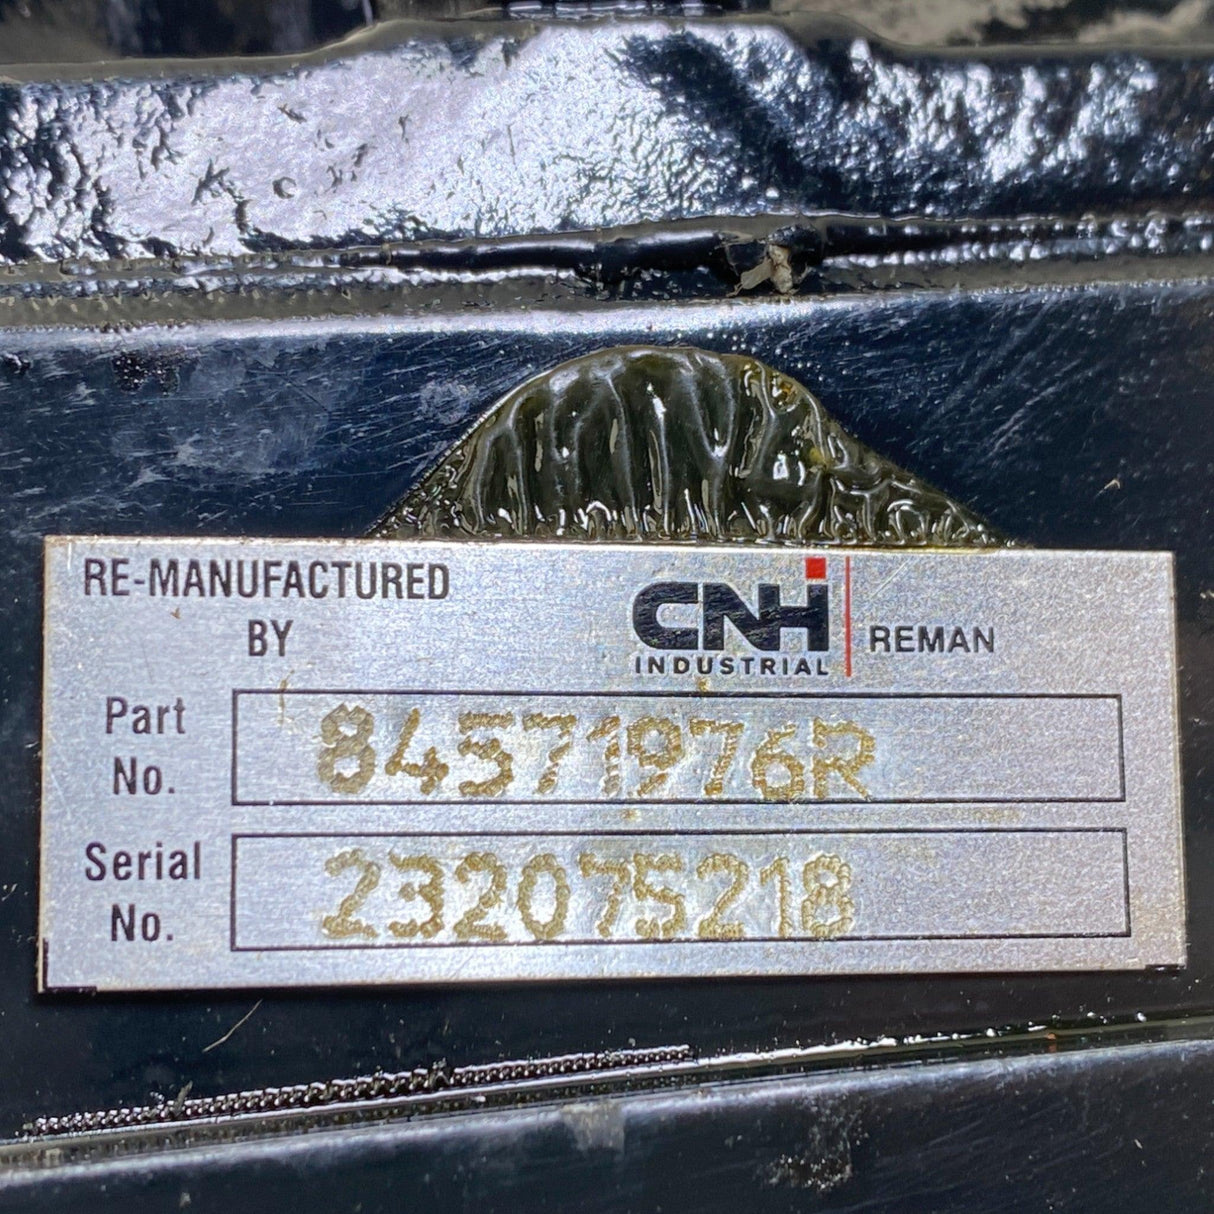 RE-MANUFACTURED
BY
CNH
INDUSTRIAL
REMAN
Part
No.
84571976R
Serial
No.
232075218